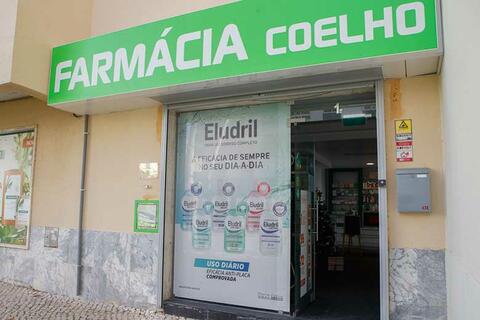 FARMÁCIA COELHO
Eludril
A EFICÁCIA DE SEMPRE
NO SEU DIA-A-DIA
Eludril
Eludril
Eludril
Eludril
USO DIÁRIO
EFICÁCIA ANTI-PLACA
COMPROVADA